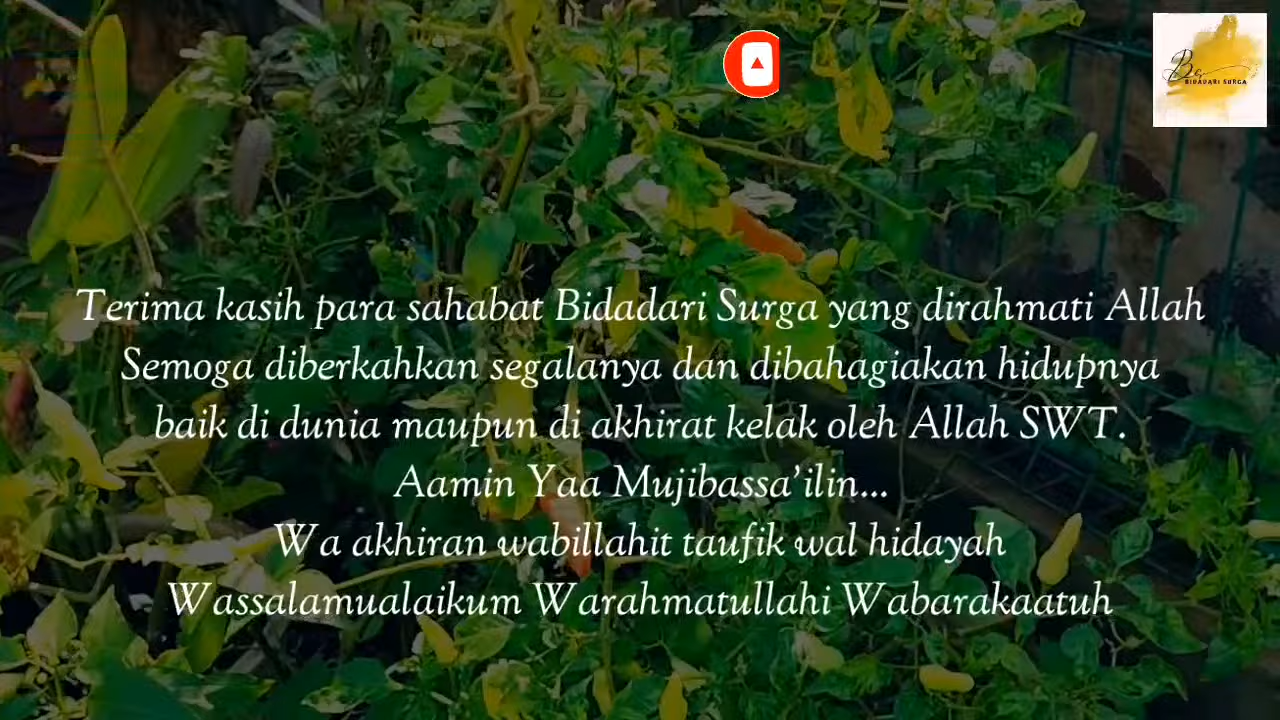 Bs
BIDADARI SURGA
Terima kasih para sahabat Bidadari Surga yang dirahmati Allah
Semoga diberkahkan segalanya dan dibahagiakan hidupnya
baik di dunia maupun di akhirat kelak oleh Allah SWT.
Aamin Yaa Mujibassa'ilin...
Wa akhiran wabillahit taufik wal hidayah
Wassalamualaikum Warahmatullahi Wabarakaatuh